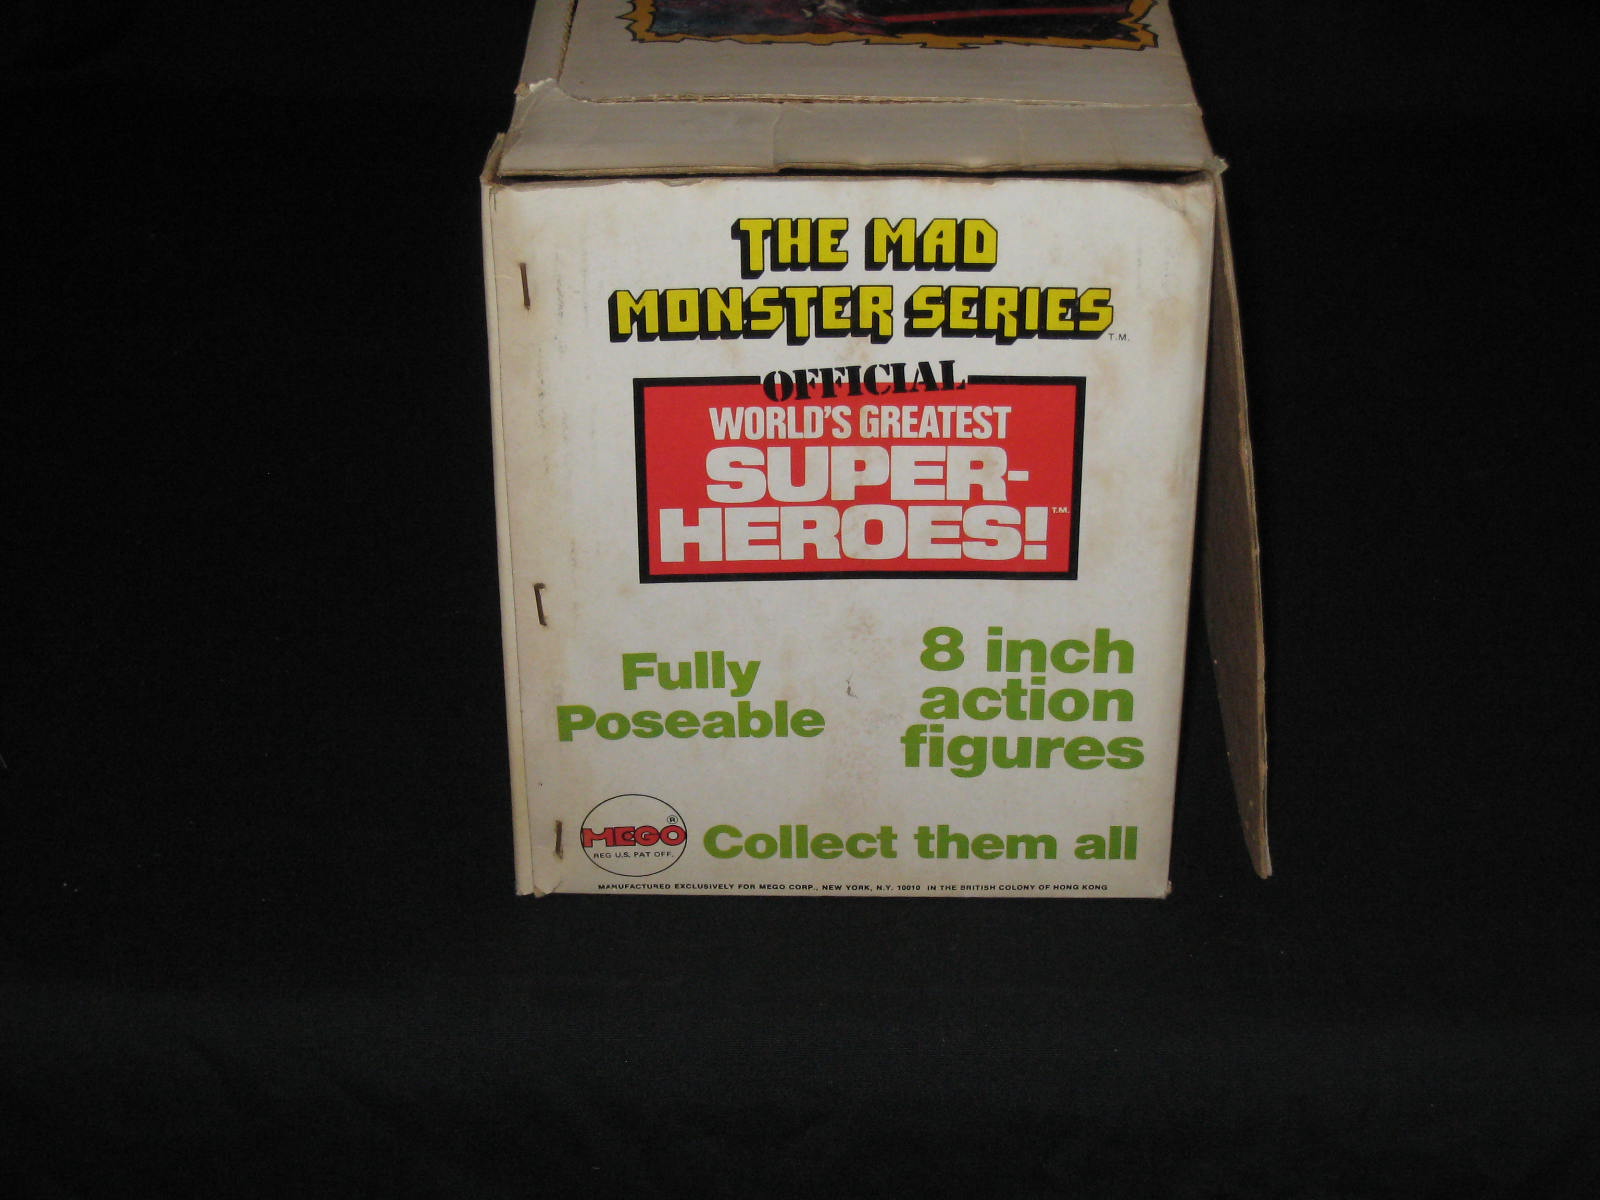 THE MAD
MONSTER SERIES
T.M.
OFFICIAL
WORLD'S GREATEST
SUPER-
HEROES!
T.M.
Fully
Poseable
8 inch
action
figures
MEGO ®
REG U.S. PAT OFF.
Collect them all
MANUFACTURED EXCLUSIVELY FOR MEGO CORP., NEW YORK, N.Y. 10010 IN THE BRITISH COLONY OF HONG KONG